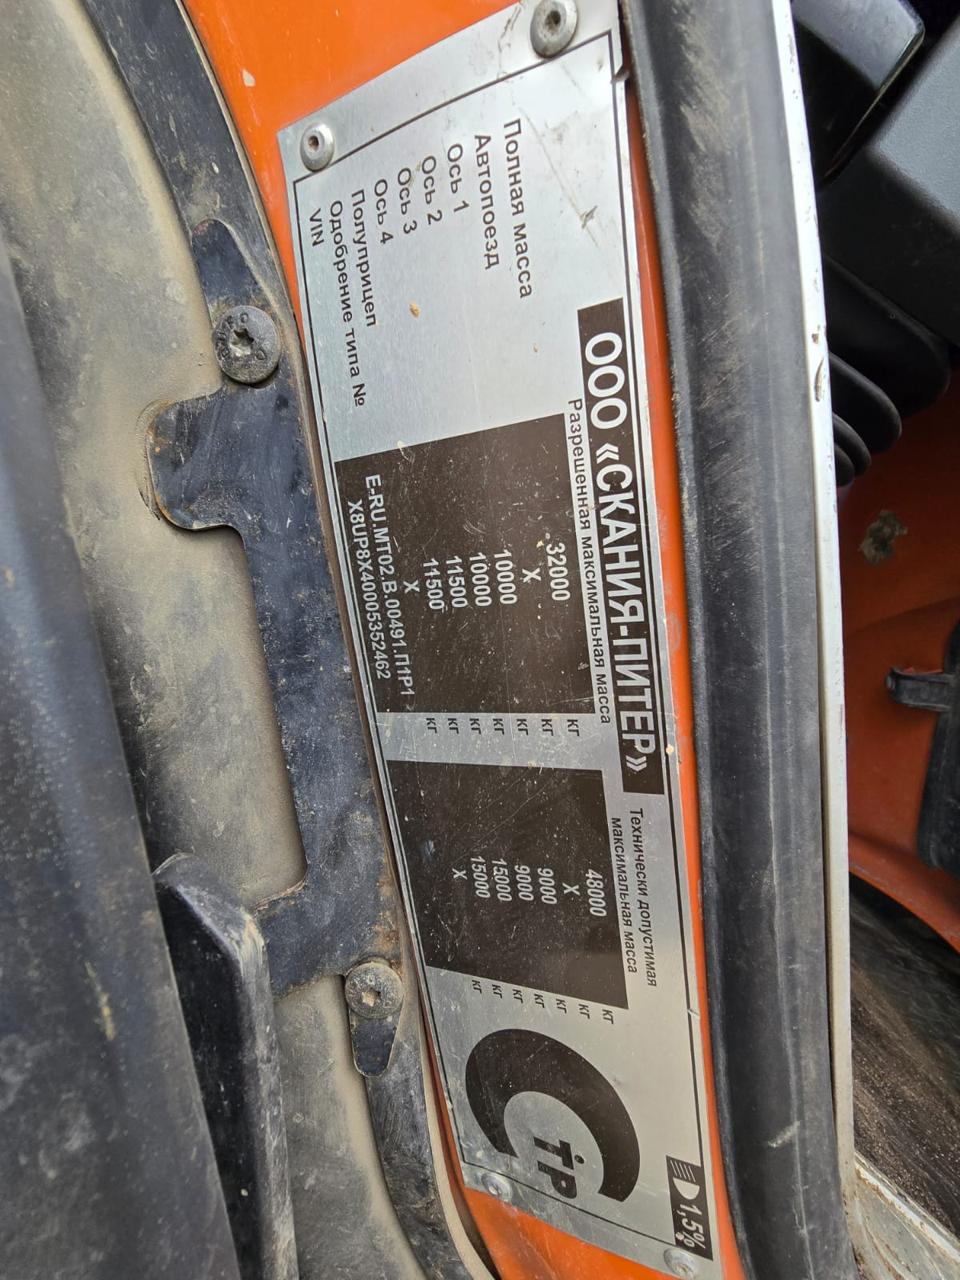 ООО «СКАНИЯ-ПИТЕР»
Разрешенная максимальная масса
Технически допустимая
максимальная масса
Полная масса 32000 кг 48000 кг
Автопоезд X кг X кг
Ось 1 10000 кг 9000 кг
Ось 2 10000 кг 9000 кг
Ось 3 11500 кг 15000 кг
Ось 4 11500 кг 15000 кг
Полуприцеп X кг X кг
Одобрение типа № E-RU.MT02.B.00491.П1Р1
VIN X8UP8X40005352462
СТР
1,5%